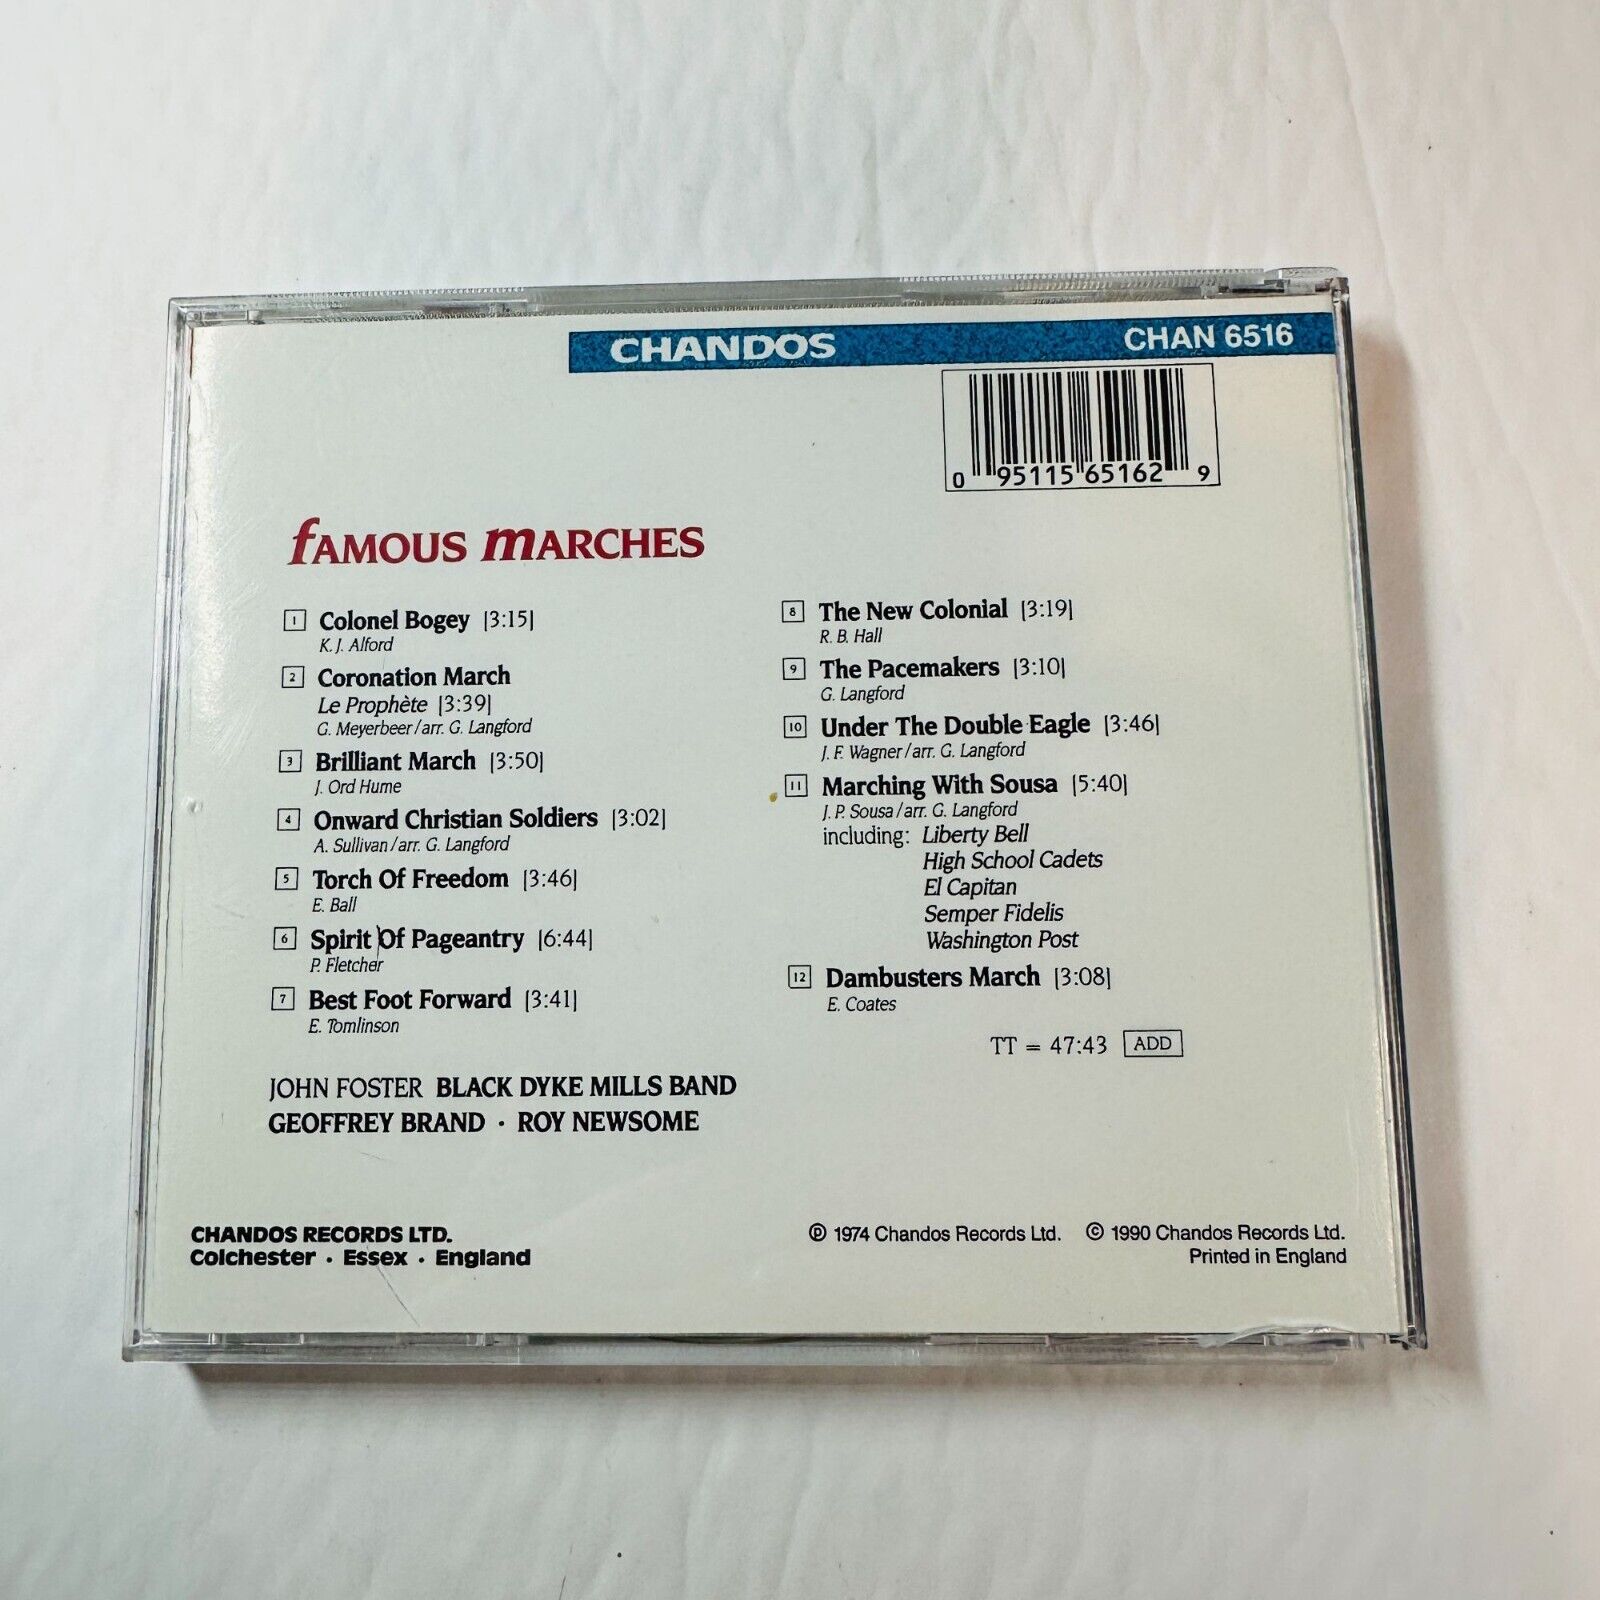 CHANDOS
CHAN 6516
0 95115 65162 9
fAMOUS mARCHES
1 Colonel Bogey [3:15]
K. J. Alford
2 Coronation March
Le Prophète [3:39]
G. Meyerbeer/arr. G. Langford
3 Brilliant March [3:50]
J. Ord Hume
4 Onward Christian Soldiers [3:02]
A. Sullivan/arr. G. Langford
5 Torch Of Freedom [3:46]
E. Ball
6 Spirit Of Pageantry [6:44]
P. Fletcher
7 Best Foot Forward [3:41]
E. Tomlinson
8 The New Colonial [3:19]
R. B. Hall
9 The Pacemakers [3:10]
G. Langford
10 Under The Double Eagle [3:46]
J. F. Wagner/arr. G. Langford
11 Marching With Sousa [5:40]
J. P. Sousa/arr. G. Langford
including: Liberty Bell
High School Cadets
El Capitan
Semper Fidelis
Washington Post
12 Dambusters March [3:08]
E. Coates
TT = 47:43 ADD
JOHN FOSTER BLACK DYKE MILLS BAND
GEOFFREY BRAND · ROY NEWSOME
CHANDOS RECORDS LTD.
Colchester · Essex · England
℗ 1974 Chandos Records Ltd. © 1990 Chandos Records Ltd.
Printed in England